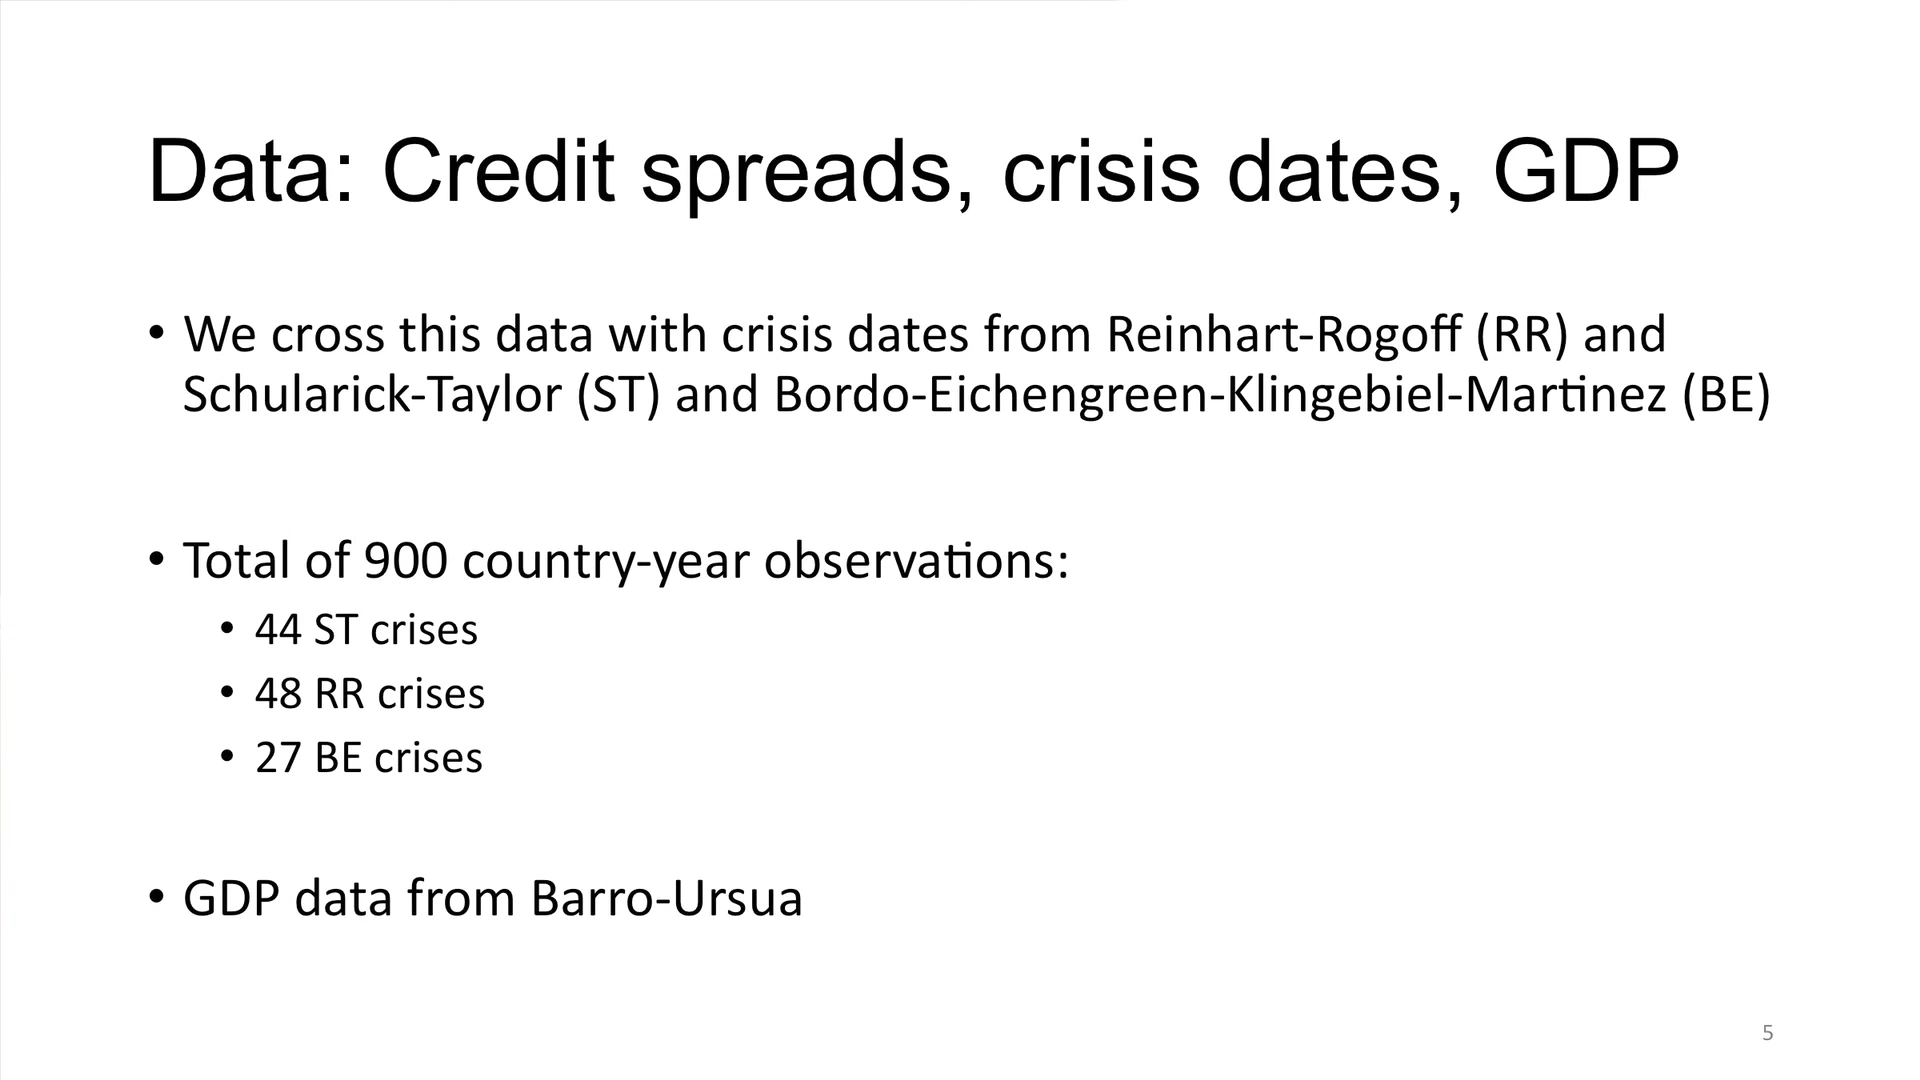 Data: Credit spreads, crisis dates, GDP
• We cross this data with crisis dates from Reinhart-Rogoff (RR) and
Schularick-Taylor (ST) and Bordo-Eichengreen-Klingebiel-Martinez (BE)
• Total of 900 country-year observations:
• 44 ST crises
• 48 RR crises
• 27 BE crises
• GDP data from Barro-Ursua
5